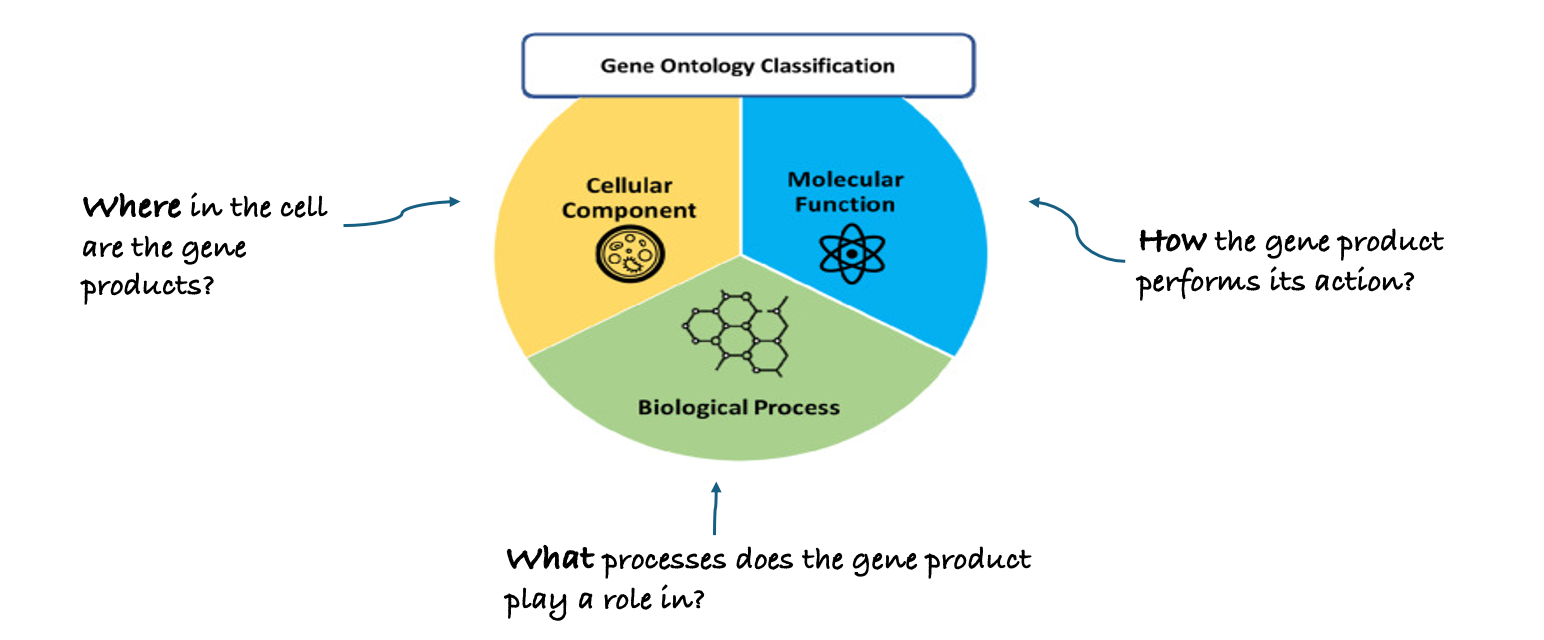 Gene Ontology Classification
Cellular
Component
Molecular
Function
Where in the cell
are the gene
products?
How the gene product
performs its action?
Biological Process
What processes does the gene product
play a role in?